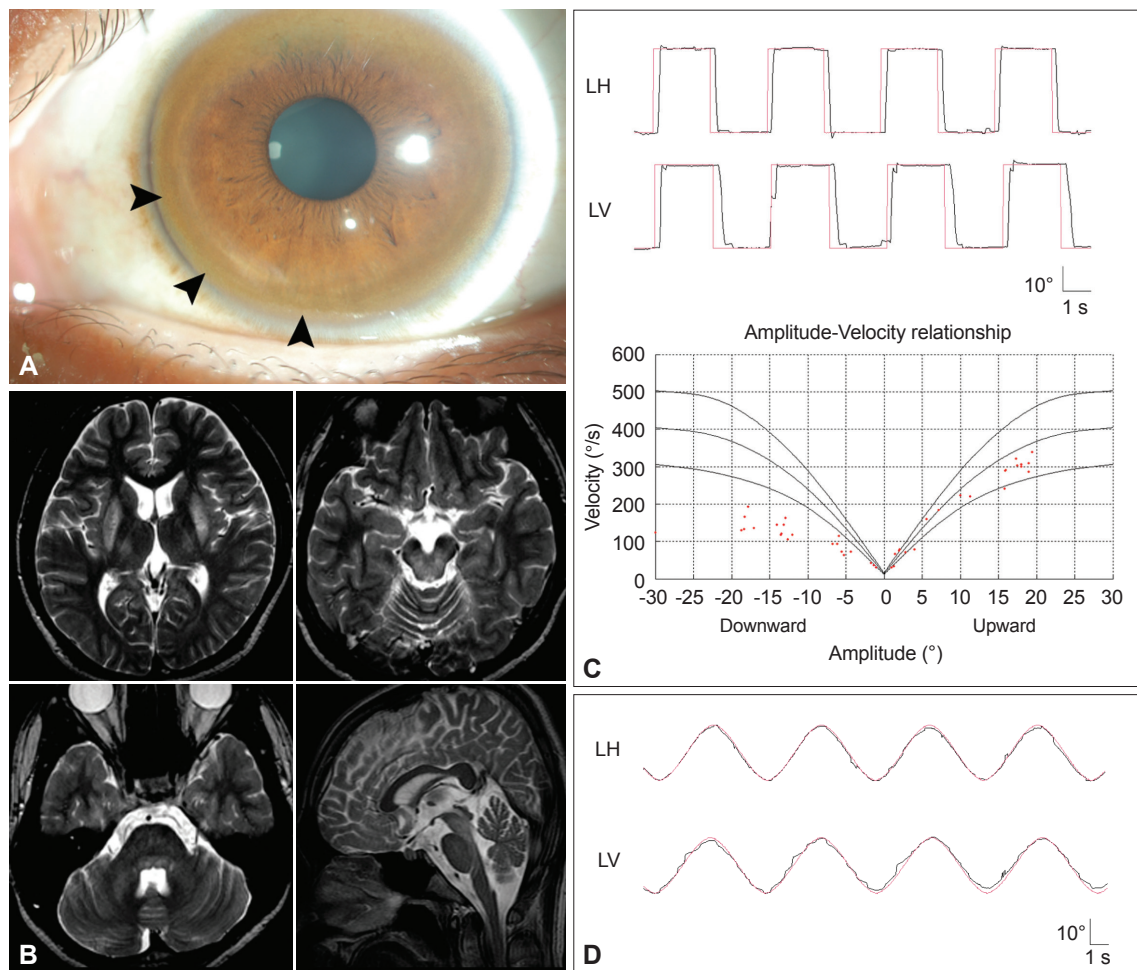 A
B
LH
LV
10°
1 s
Amplitude-Velocity relationship
Velocity (°/s)
600
500
400
300
200
100
0
-30 -25 -20 -15 -10 -5 0 5 10 15 20 25 30
Downward Upward
Amplitude (°)
C
LH
LV
10°
1 s
D